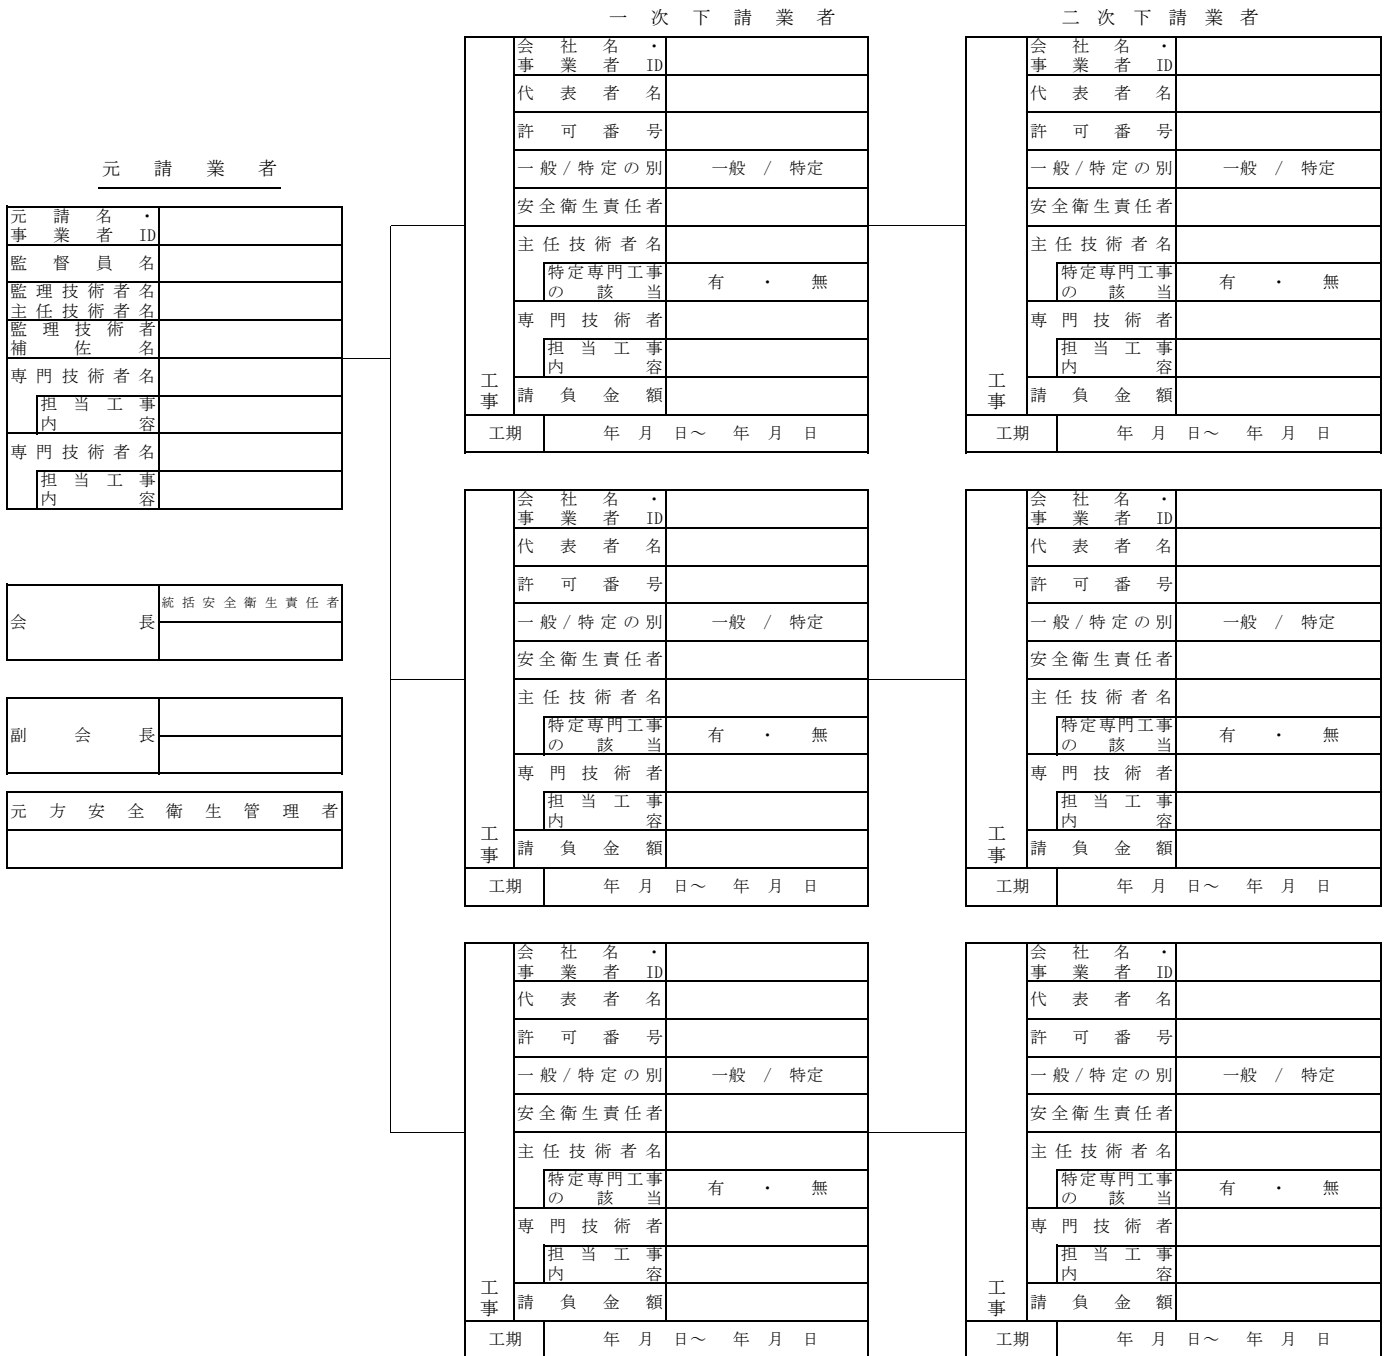 元請業者
元請名・
事業者ID
監督員名
監理技術者名
主任技術者名
監理技術者
補佐名
専門技術者名
担当工事
内容
専門技術者名
担当工事
内容
会長
統括安全衛生責任者
副会長
元方安全衛生管理者
一次下請業者
会社名・
事業者ID
代表者名
許可番号
一般/特定の別 一般 / 特定
安全衛生責任者
主任技術者名
特定専門工事
の該当
有 ・ 無
専門技術者
担当工事
内容
工事
請負金額
工期 年 月 日～ 年 月 日
会社名・
事業者ID
代表者名
許可番号
一般/特定の別 一般 / 特定
安全衛生責任者
主任技術者名
特定専門工事
の該当
有 ・ 無
専門技術者
担当工事
内容
工事
請負金額
工期 年 月 日～ 年 月 日
会社名・
事業者ID
代表者名
許可番号
一般/特定の別 一般 / 特定
安全衛生責任者
主任技術者名
特定専門工事
の該当
有 ・ 無
専門技術者
担当工事
内容
工事
請負金額
工期 年 月 日～ 年 月 日
二次下請業者
会社名・
事業者ID
代表者名
許可番号
一般/特定の別 一般 / 特定
安全衛生責任者
主任技術者名
特定専門工事
の該当
有 ・ 無
専門技術者
担当工事
内容
工事
請負金額
工期 年 月 日～ 年 月 日
会社名・
事業者ID
代表者名
許可番号
一般/特定の別 一般 / 特定
安全衛生責任者
主任技術者名
特定専門工事
の該当
有 ・ 無
専門技術者
担当工事
内容
工事
請負金額
工期 年 月 日～ 年 月 日
会社名・
事業者ID
代表者名
許可番号
一般/特定の別 一般 / 特定
安全衛生責任者
主任技術者名
特定専門工事
の該当
有 ・ 無
専門技術者
担当工事
内容
工事
請負金額
工期 年 月 日～ 年 月 日